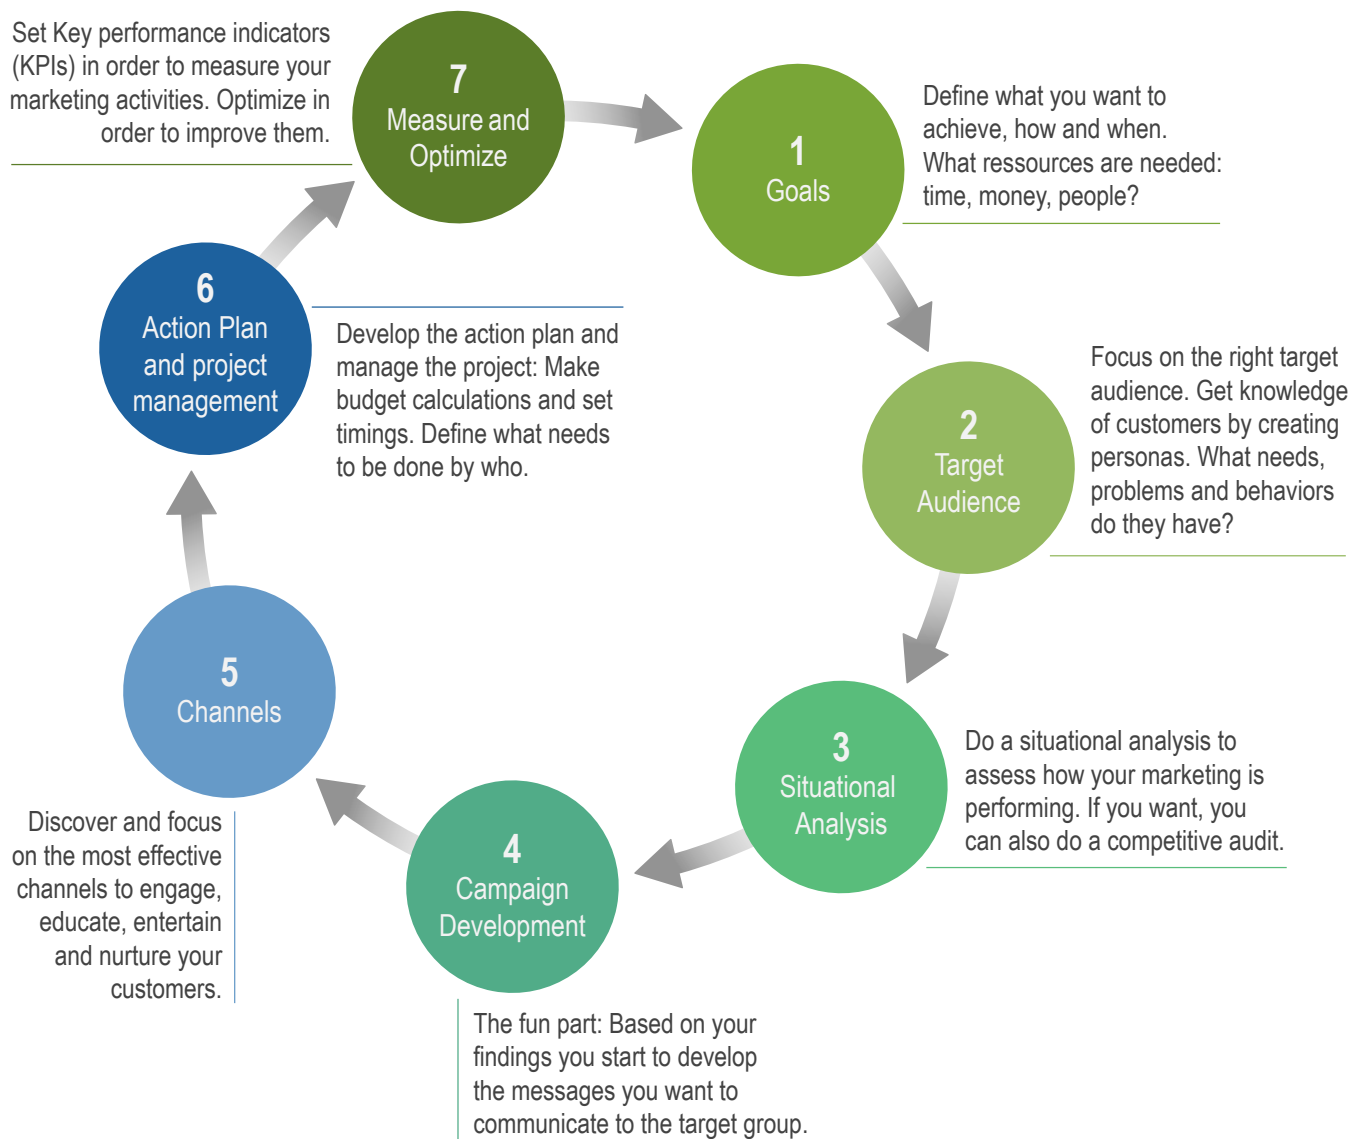 7
Measure and
Optimize
Set Key performance indicators
(KPIs) in order to measure your
marketing activities. Optimize in
order to improve them.
1
Goals
Define what you want to
achieve, how and when.
What ressources are needed:
time, money, people?
2
Target
Audience
Focus on the right target
audience. Get knowledge
of customers by creating
personas. What needs,
problems and behaviors
do they have?
3
Situational
Analysis
Do a situational analysis to
assess how your marketing is
performing. If you want, you
can also do a competitive audit.
4
Campaign
Development
The fun part: Based on your
findings you start to develop
the messages you want to
communicate to the target group.
5
Channels
Discover and focus
on the most effective
channels to engage,
educate, entertain
and nurture your
customers.
6
Action Plan
and project
management
Develop the action plan and
manage the project: Make
budget calculations and set
timings. Define what needs
to be done by who.